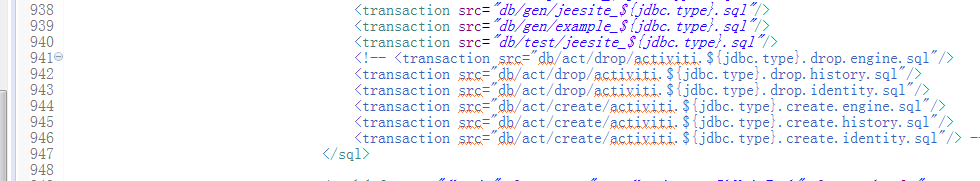 938 <transaction src="db/gen/jeesite_${jdbc.type}.sql"/>
939 <transaction src="db/gen/example_${jdbc.type}.sql"/>
940 <transaction src="db/test/jeesite_${jdbc.type}.sql"/>
941 <!-- <transaction src="db/act/drop/activiti.${jdbc.type}.drop.engine.sql"/>
942 <transaction src="db/act/drop/activiti.${jdbc.type}.drop.history.sql"/>
943 <transaction src="db/act/drop/activiti.${jdbc.type}.drop.identity.sql"/>
944 <transaction src="db/act/create/activiti.${jdbc.type}.create.engine.sql"/>
945 <transaction src="db/act/create/activiti.${jdbc.type}.create.history.sql"/>
946 <transaction src="db/act/create/activiti.${jdbc.type}.create.identity.sql"/> -
947 </sql>
948